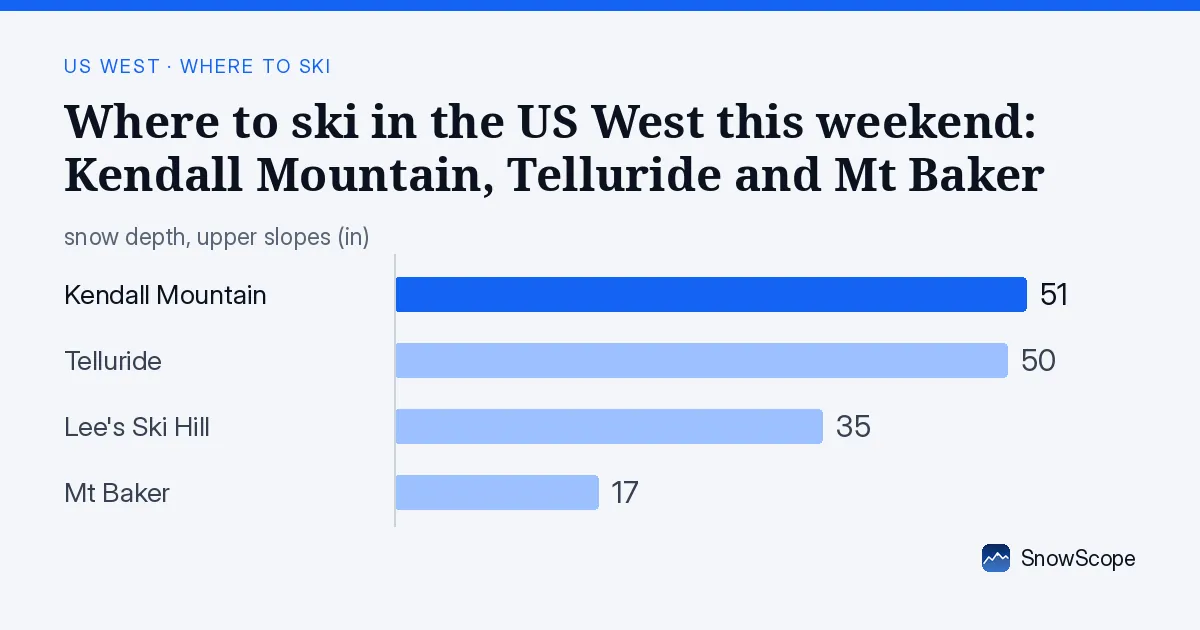 US WEST · WHERE TO SKI
Where to ski in the US West this weekend:
Kendall Mountain, Telluride and Mt Baker
snow depth, upper slopes (in)
Kendall Mountain 51
Telluride 50
Lee's Ski Hill 35
Mt Baker 17
SnowScope